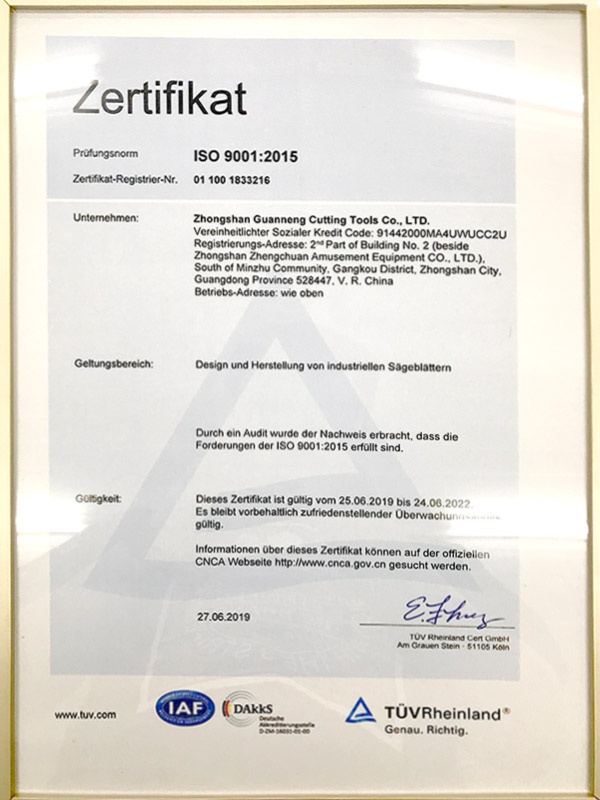 Zertifikat
Prüfungsnorm ISO 9001:2015
Zertifikat-Registrier-Nr. 01 100 1833216
Unternehmen: Zhongshan Guanneng Cutting Tools Co., LTD.
Vereinheitlichter Sozialer Kredit Code: 91442000MA4UWUCC2U
Registrierungs-Adresse: 2nd Part of Building No. 2 (beside
Zhongshan Zhengchuan Amusement Equipment CO., LTD.),
South of Minzhu Community, Gangkou District, Zhongshan City,
Guangdong Province 528447, V. R. China
Betriebs-Adresse: wie oben
Geltungsbereich: Design und Herstellung von industriellen Sägeblättern
Durch ein Audit wurde der Nachweis erbracht, dass die
Forderungen der ISO 9001:2015 erfüllt sind.
Gültigkeit: Dieses Zertifikat ist gültig vom 25.06.2019 bis 24.06.2022.
Es bleibt vorbehaltlich zufriedenstellender
gültig.
Informationen über dieses Zertifikat können auf der offiziellen
CNCA Webseite http://www.cnca.gov.cn gesucht werden.
27.06.2019
TÜV Rheinland Cert GmbH
Am Grauen Stein · 51105 Köln
www.tuv.com
IAF
DAkkS
Deutsche
Akkreditierungsstelle
D-ZM-16031-01-00
TÜVRheinland®
Genau. Richtig.